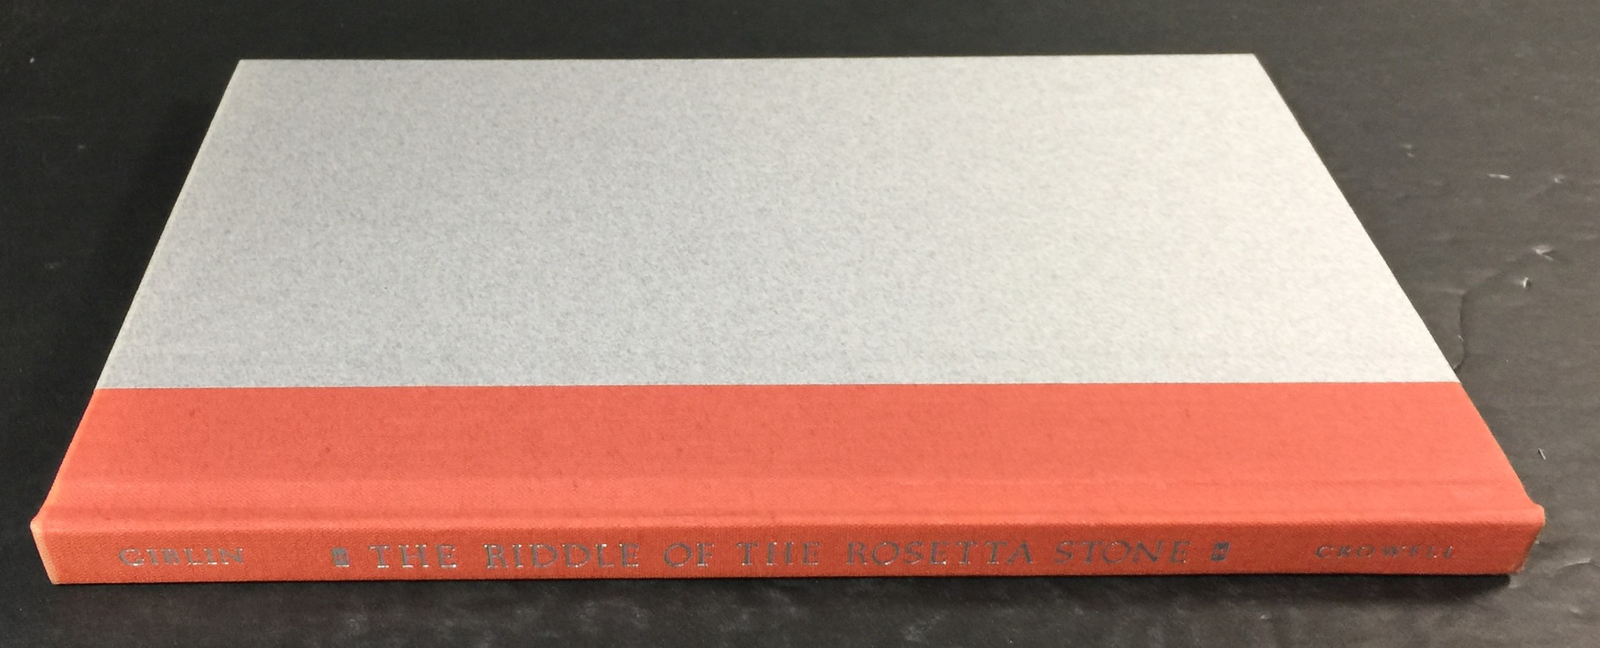 GIBLIN THE RIDDLE OF THE ROSETTA STONE CROWELL